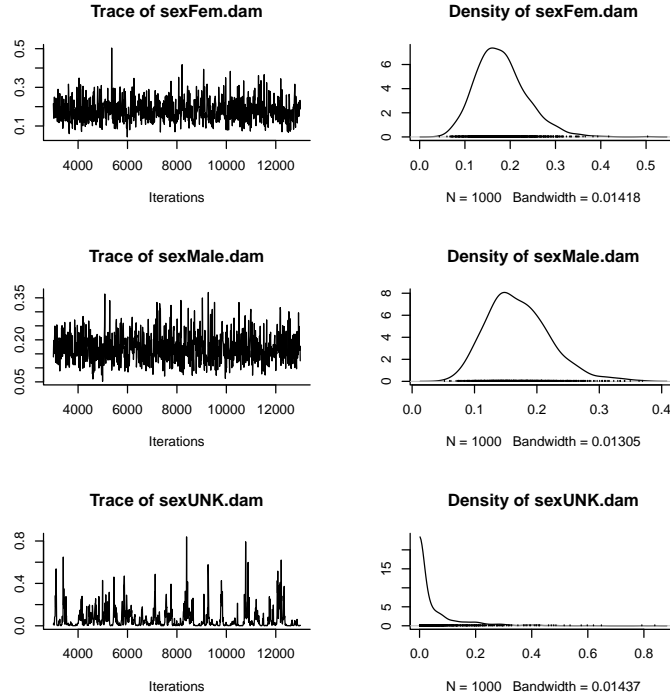 Trace of sexFem.dam
0.1 0.3 0.5
4000 6000 8000 10000 12000
Iterations
Density of sexFem.dam
0 2 4 6
0.0 0.1 0.2 0.3 0.4 0.5
N = 1000 Bandwidth = 0.01418
Trace of sexMale.dam
0.05 0.20 0.35
4000 6000 8000 10000 12000
Iterations
Density of sexMale.dam
0 2 4 6 8
0.0 0.1 0.2 0.3 0.4
N = 1000 Bandwidth = 0.01305
Trace of sexUNK.dam
0.0 0.4 0.8
4000 6000 8000 10000 12000
Iterations
Density of sexUNK.dam
0 5 15
0.0 0.2 0.4 0.6 0.8
N = 1000 Bandwidth = 0.01437